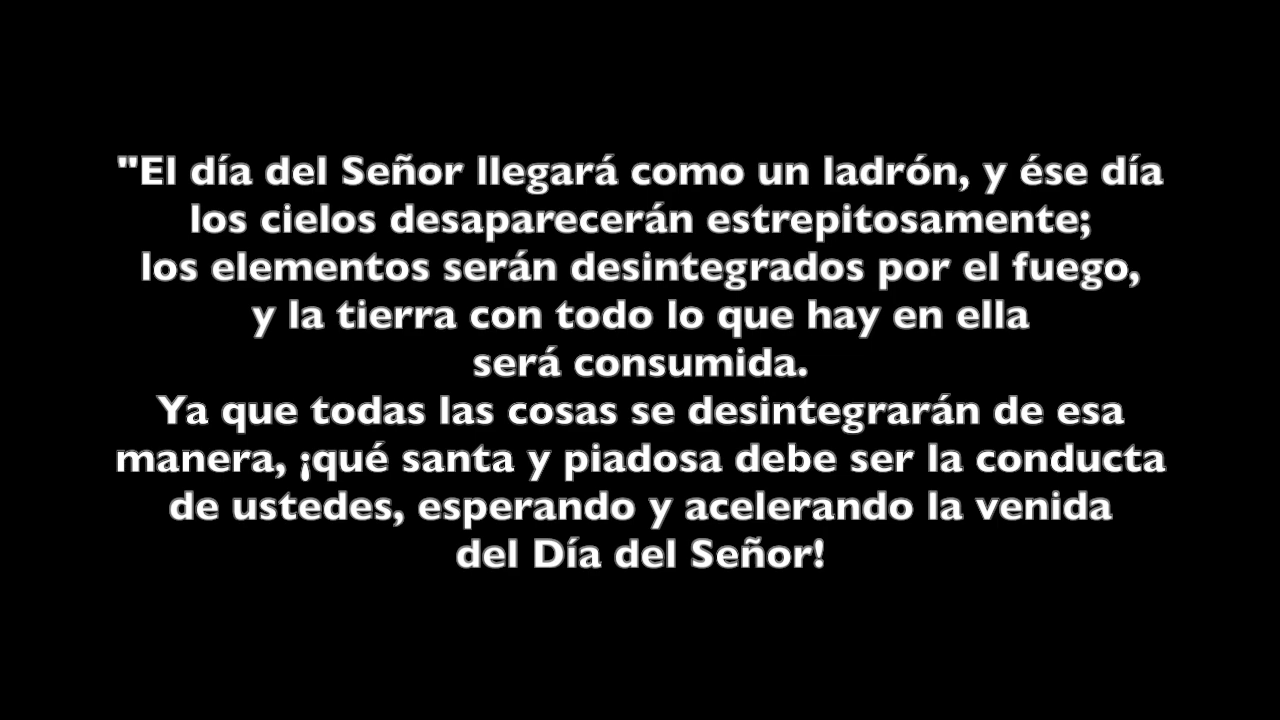 "El día del Señor llegará como un ladrón, y ése día
los cielos desaparecerán estrepitosamente;
los elementos serán desintegrados por el fuego,
y la tierra con todo lo que hay en ella
será consumida.
Ya que todas las cosas se desintegrarán de esa
manera, ¡qué santa y piadosa debe ser la conducta
de ustedes, esperando y acelerando la venida
del Día del Señor!